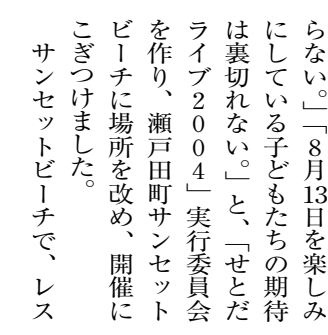 らない。」「8月13日を楽しみ
にしている子どもたちの期待
は裏切れない。」と、「せとだ
ライブ２００４」実行委員会
を作り、瀬戸田町サンセット
ビーチに場所を改め、開催に
こぎつけました。
サンセットビーチで、レス